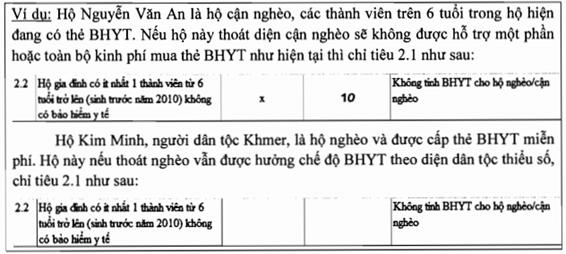 Ví dụ: Hộ Nguyễn Văn An là hộ cận nghèo, các thành viên trên 6 tuổi trong hộ hiện
đang có thẻ BHYT. Nếu hộ này thoát diện cận nghèo sẽ không được hỗ trợ một phần
hoặc toàn bộ kinh phí mua thẻ BHYT như hiện tại thì chỉ tiêu 2.1 như sau:
2.2 Hộ gia đình có ít nhất 1 thành viên từ 6 x 10 Không tính BHYT cho hộ nghèo/cận
tuổi trở lên (sinh trước năm 2010) không nghèo
có bảo hiểm y tế
Hộ Kim Minh, người dân tộc Khmer, là hộ nghèo và được cấp thẻ BHYT miễn
phí. Hộ này nếu thoát nghèo vẫn được hưởng chế độ BHYT theo diện dân tộc thiểu số,
chỉ tiêu 2.1 như sau:
2.2 Hộ gia đình có ít nhất 1 thành viên từ 6 Không tính BHYT cho hộ nghèo/cận
tuổi trở lên (sinh trước năm 2010) không nghèo
có bảo hiểm y tế